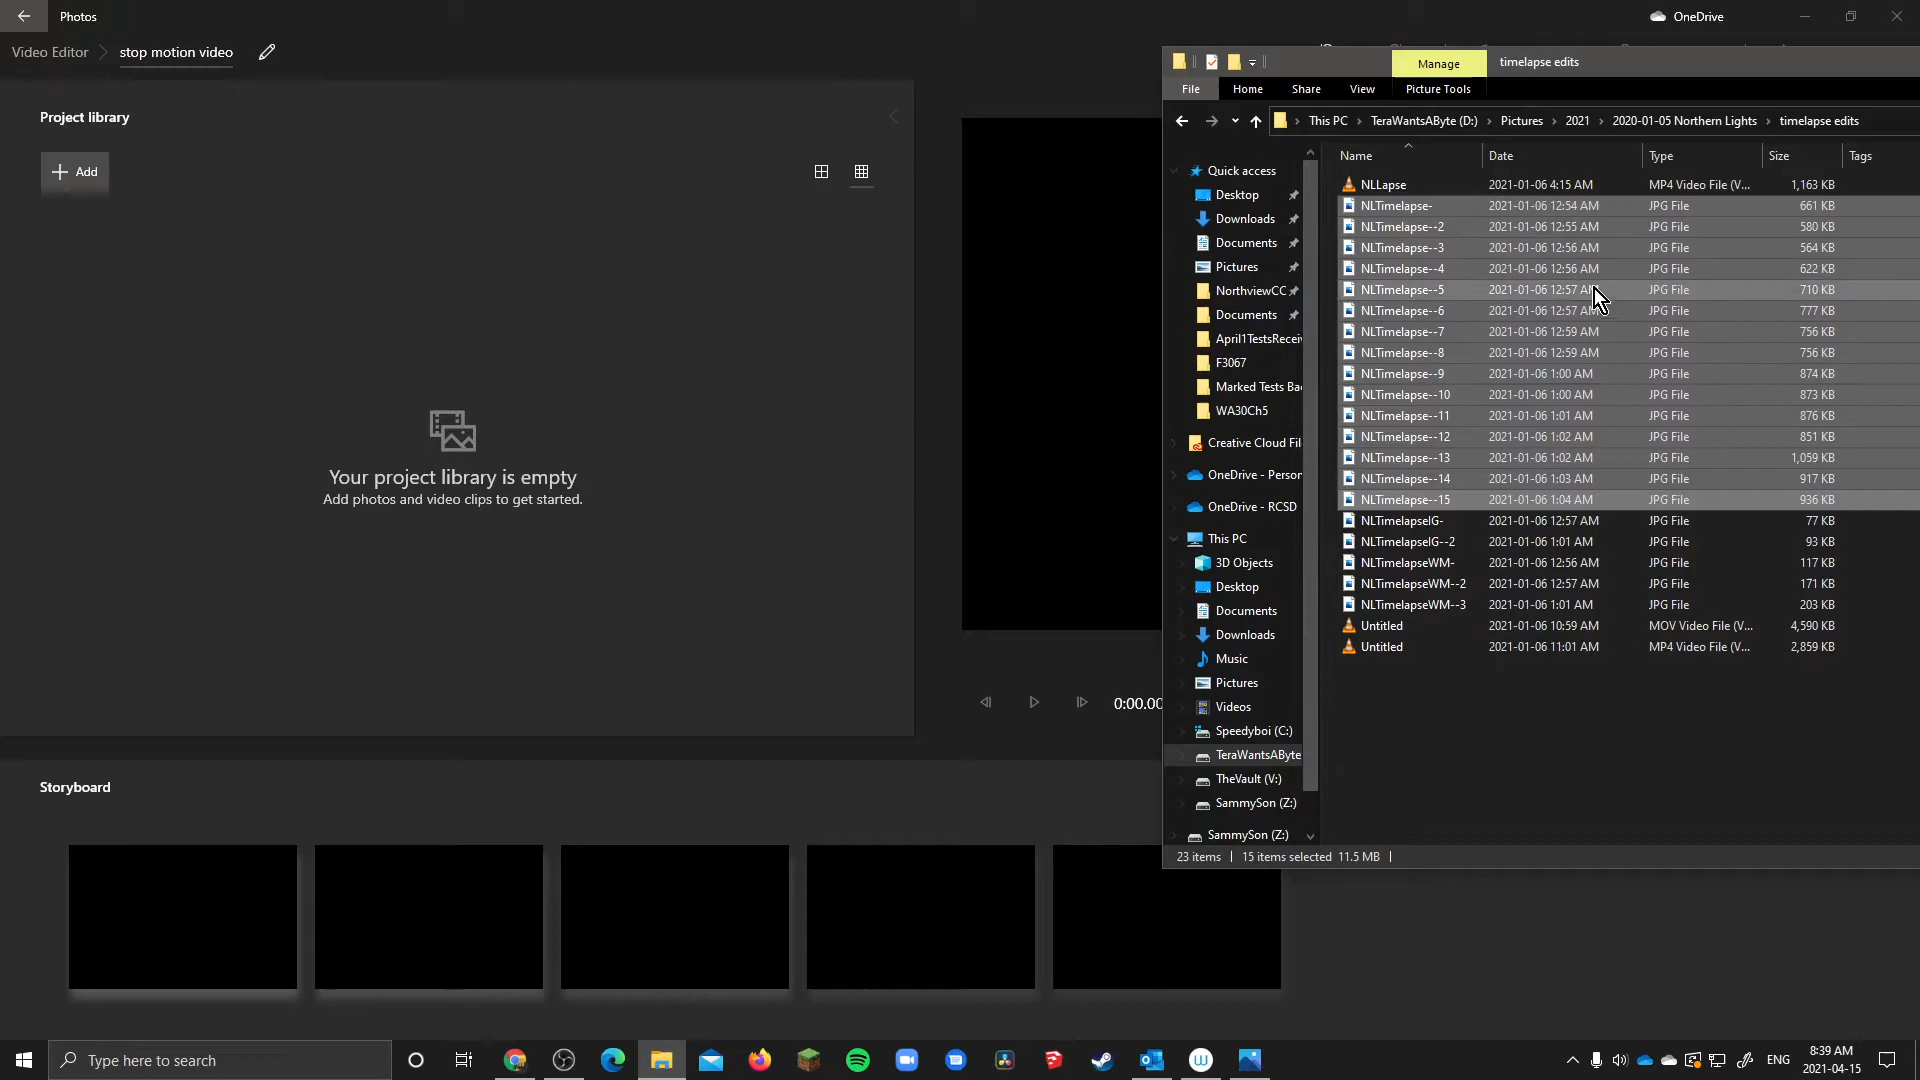 Photos
OneDrive
Video Editor
stop motion video
Manage
timelapse edits
File
Home
Share
View
Picture Tools
This PC
TeraWantsAByte (D:)
Pictures
2021
2020-01-05 Northern Lights
timelapse edits
Project library
Add
Your project library is empty
Add photos and video clips to get started.
0:00.00
Storyboard
Quick access
Desktop
Downloads
Documents
Pictures
NorthviewCC
Documents
April1TestsReceiv
F3067
Marked Tests Bac
WA30Ch5
Creative Cloud Fil
OneDrive - Person
OneDrive - RCSD
This PC
3D Objects
Desktop
Documents
Downloads
Music
Pictures
Videos
Speedyboi (C:)
TeraWantsAByte
TheVault (V:)
SammySon (Z:)
SammySon (Z:)
Name Date Type Size Tags
NLLapse 2021-01-06 4:15 AM MP4 Video File (V... 1,163 KB
NLTimelapse- 2021-01-06 12:54 AM JPG File 661 KB
NLTimelapse--2 2021-01-06 12:55 AM JPG File 580 KB
NLTimelapse--3 2021-01-06 12:56 AM JPG File 564 KB
NLTimelapse--4 2021-01-06 12:56 AM JPG File 622 KB
NLTimelapse--5 2021-01-06 12:57 AM JPG File 710 KB
NLTimelapse--6 2021-01-06 12:57 AM JPG File 777 KB
NLTimelapse--7 2021-01-06 12:59 AM JPG File 756 KB
NLTimelapse--8 2021-01-06 12:59 AM JPG File 756 KB
NLTimelapse--9 2021-01-06 1:00 AM JPG File 874 KB
NLTimelapse--10 2021-01-06 1:00 AM JPG File 873 KB
NLTimelapse--11 2021-01-06 1:01 AM JPG File 876 KB
NLTimelapse--12 2021-01-06 1:02 AM JPG File 851 KB
NLTimelapse--13 2021-01-06 1:02 AM JPG File 1,059 KB
NLTimelapse--14 2021-01-06 1:03 AM JPG File 917 KB
NLTimelapse--15 2021-01-06 1:04 AM JPG File 936 KB
NLTimelapseIG- 2021-01-06 12:57 AM JPG File 77 KB
NLTimelapseIG--2 2021-01-06 1:01 AM JPG File 93 KB
NLTimelapseWM- 2021-01-06 12:56 AM JPG File 117 KB
NLTimelapseWM--2 2021-01-06 12:57 AM JPG File 171 KB
NLTimelapseWM--3 2021-01-06 1:01 AM JPG File 203 KB
Untitled 2021-01-06 10:59 AM MOV Video File (V... 4,590 KB
Untitled 2021-01-06 11:01 AM MP4 Video File (V... 2,859 KB
23 items 15 items selected 11.5 MB
Type here to search
ENG
8:39 AM
2021-04-15